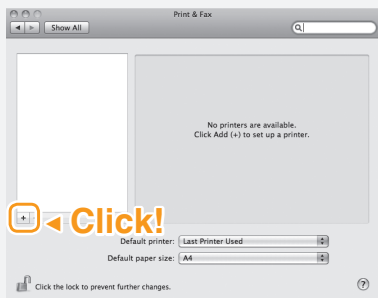 Print & Fax
Show All
No printers are available.
Click Add (+) to set up a printer.
+
Click!
Default printer: Last Printer Used
Default paper size: A4
Click the lock to prevent further changes.
?